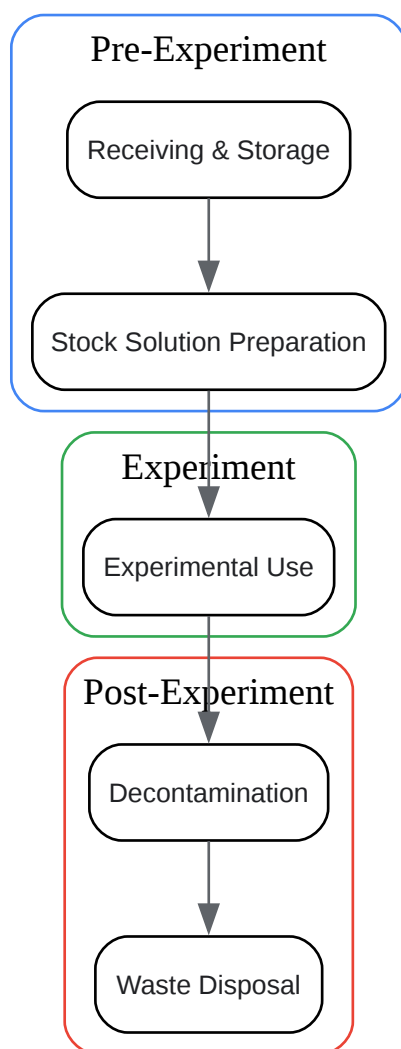 Pre-Experiment
Receiving & Storage
Stock Solution Preparation
Experiment
Experimental Use
Post-Experiment
Decontamination
Waste Disposal